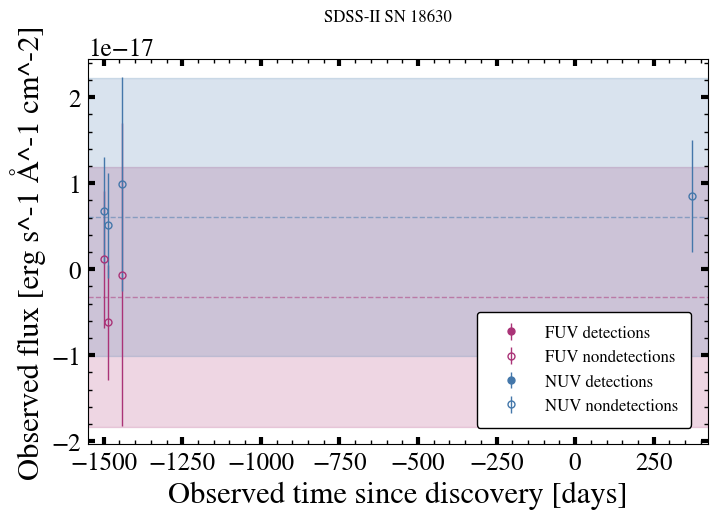 SDSS-II SN 18630
1e−17
2
1
0
−1
−2
Observed flux [erg s^-1 Å^-1 cm^-2]
FUV detections
FUV nondetections
NUV detections
NUV nondetections
−1500 −1250 −1000 −750 −500 −250 0 250
Observed time since discovery [days]